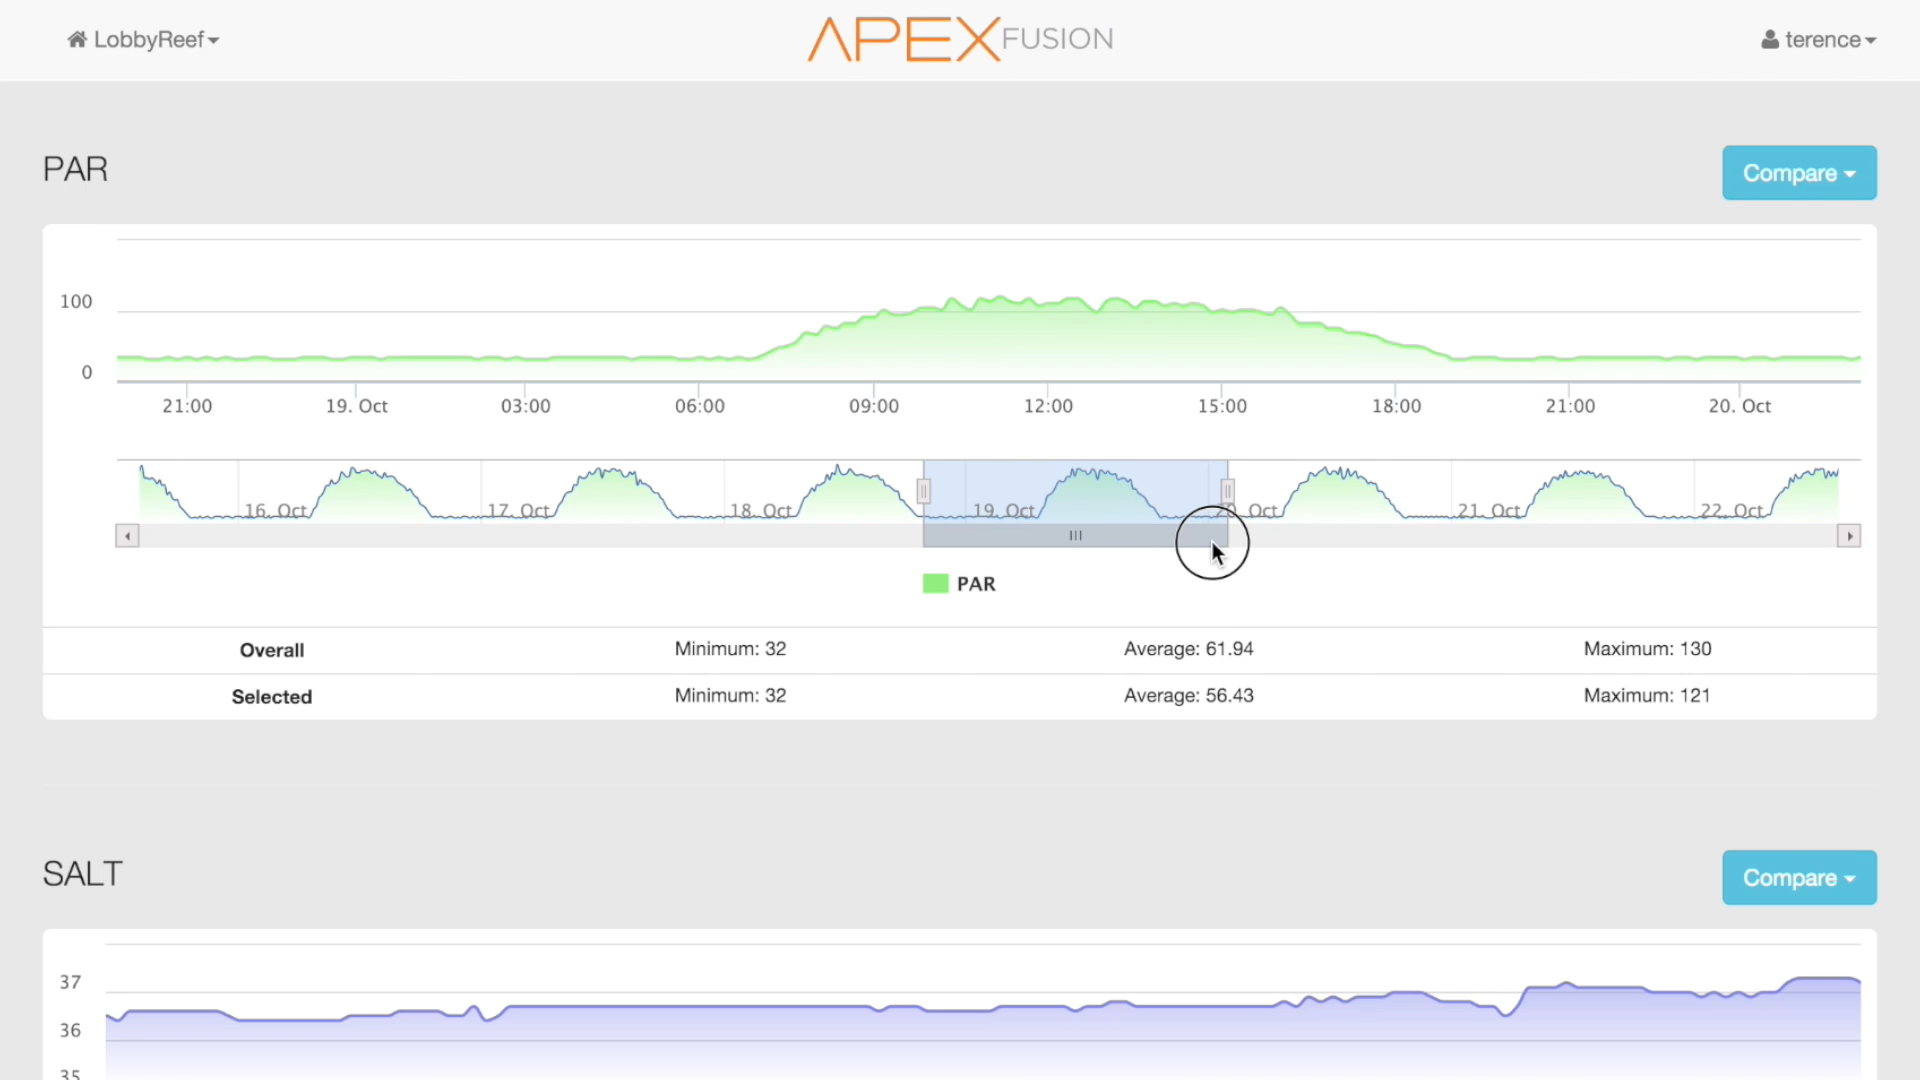 LobbyReef
APEX FUSION
terence
PAR
Compare
100
0
21:00 19. Oct 03:00 06:00 09:00 12:00 15:00 18:00 21:00 20. Oct
16. Oct 17. Oct 18. Oct 19. Oct 20. Oct 21. Oct 22. Oct
PAR
Overall Minimum: 32 Average: 61.94 Maximum: 130
Selected Minimum: 32 Average: 56.43 Maximum: 121
SALT
Compare
37
36
35